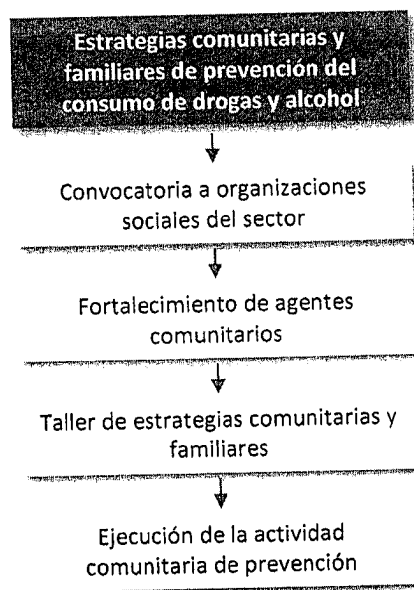 Estrategias comunitarias y
familiares de prevención del
consumo de drogas y alcohol
Convocatoria a organizaciones
sociales del sector
Fortalecimiento de agentes
comunitarios
Taller de estrategias comunitarias y
familiares
Ejecución de la actividad
comunitaria de prevención